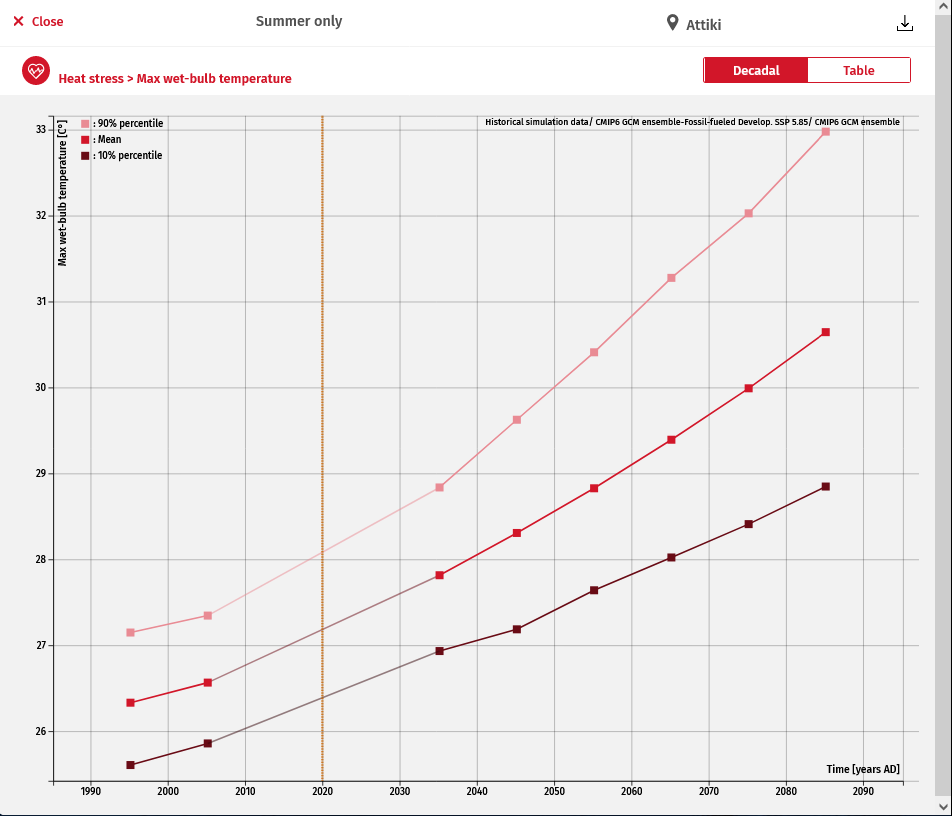 Close
Summer only
Attiki
Heat stress > Max wet-bulb temperature
Decadal
Table
Max wet-bulb temperature [C°]
: 90% percentile
: Mean
: 10% percentile
Historical simulation data/ CMIP6 GCM ensemble-Fossil-fueled Develop. SSP 5.85/ CMIP6 GCM ensemble
33
32
31
30
29
28
27
26
Time [years AD]
1990 2000 2010 2020 2030 2040 2050 2060 2070 2080 2090